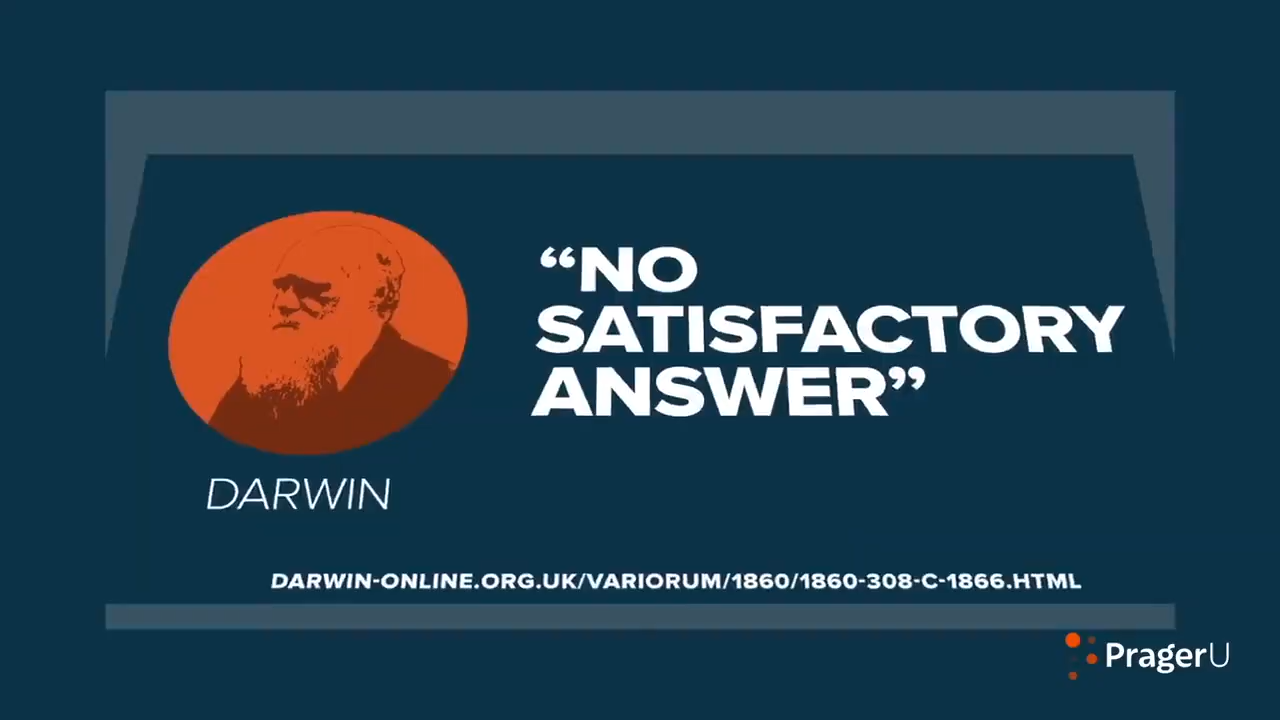 “NO
SATISFACTORY
ANSWER”
DARWIN
DARWIN-ONLINE.ORG.UK/VARIORUM/1860/1860-308-C-1866.HTML
PragerU